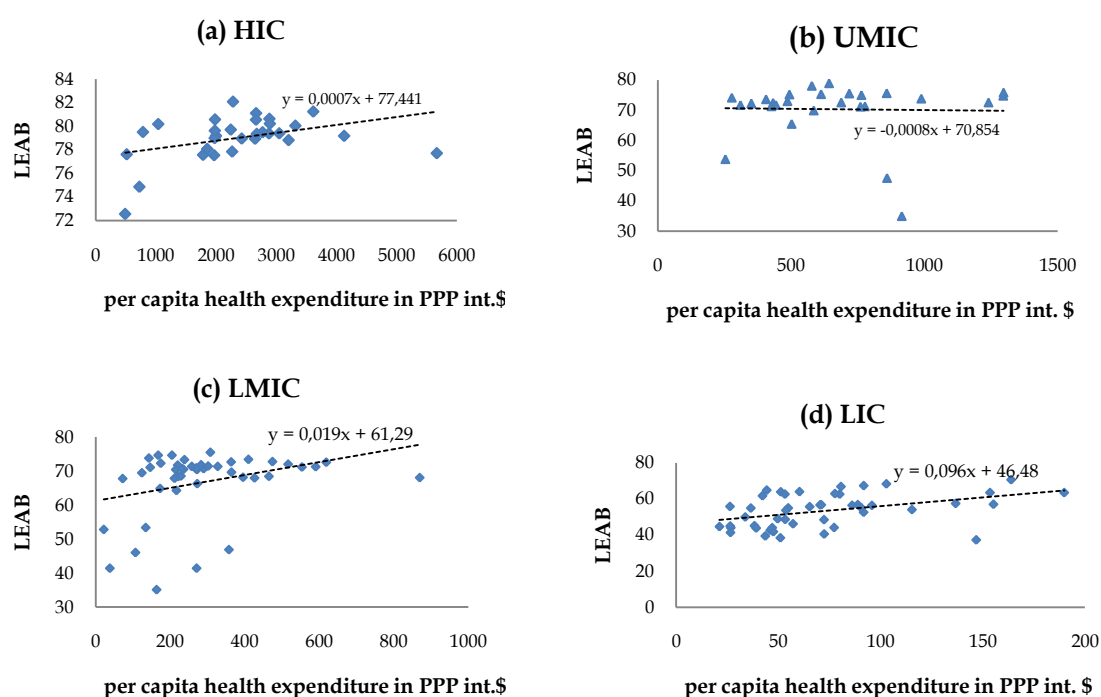 (a) HIC
84
82
80
78
76
74
72
LEAB
y = 0,0007x + 77,441
0 1000 2000 3000 4000 5000 6000
per capita health expenditure in PPP int.$
(b) UMIC
80
70
60
50
40
30
LEAB
y = -0,0008x + 70,854
0 500 1000 1500
per capita health expenditure in PPP int. $
(c) LMIC
80
70
60
50
40
30
LEAB
y = 0,019x + 61,29
0 200 400 600 800 1000
per capita health expenditure in PPP int.$
(d) LIC
80
60
40
20
0
LEAB
y = 0,096x + 46,48
0 50 100 150 200
per capita health expenditure in PPP int. $